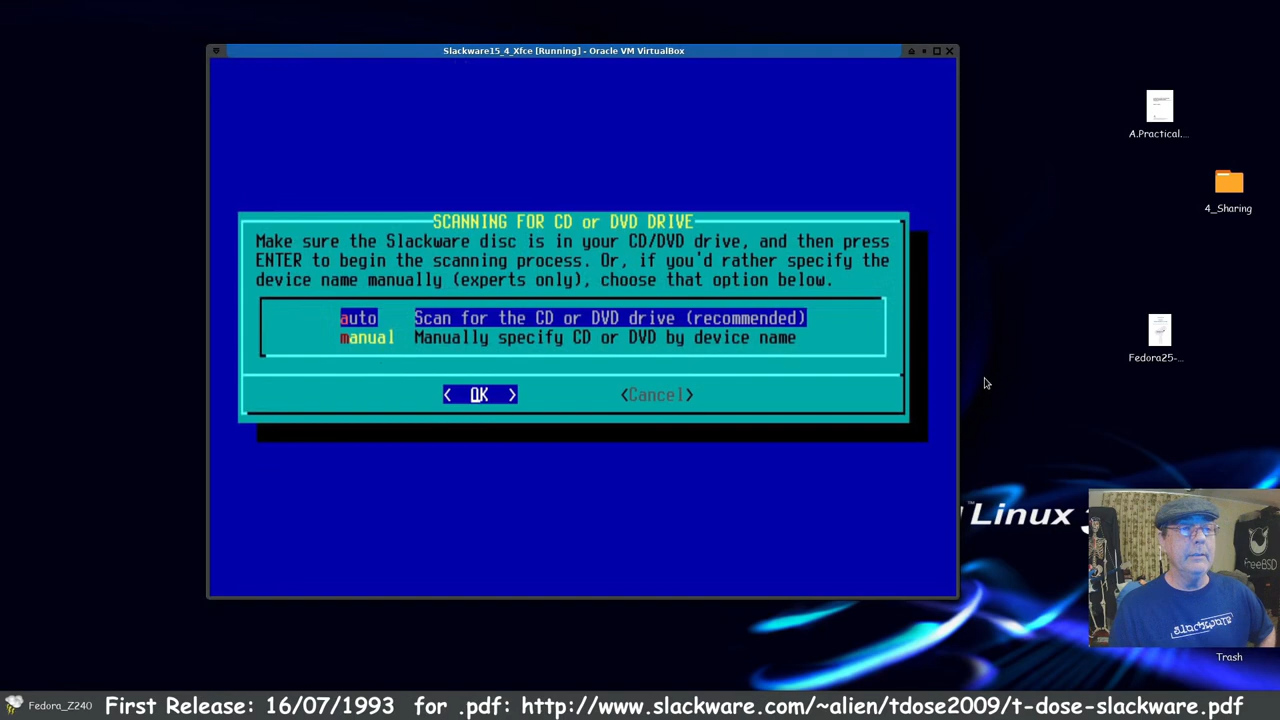 Slackware15_4_Xfce [Running] - Oracle VM VirtualBox
SCANNING FOR CD or DVD DRIVE
Make sure the Slackware disc is in your CD/DVD drive, and then press
ENTER to begin the scanning process. Or, if you'd rather specify the
device name manually (experts only), choose that option below.
auto Scan for the CD or DVD drive (recommended)
manual Manually specify CD or DVD by device name
< OK > <Cancel>
A.Practical....
4_Sharing
Fedora25-...
™Linux
freeBSD
slackware
Trash
Fedora_Z240
First Release: 16/07/1993 for .pdf: http://www.slackware.com/~alien/tdose2009/t-dose-slackware.pdf